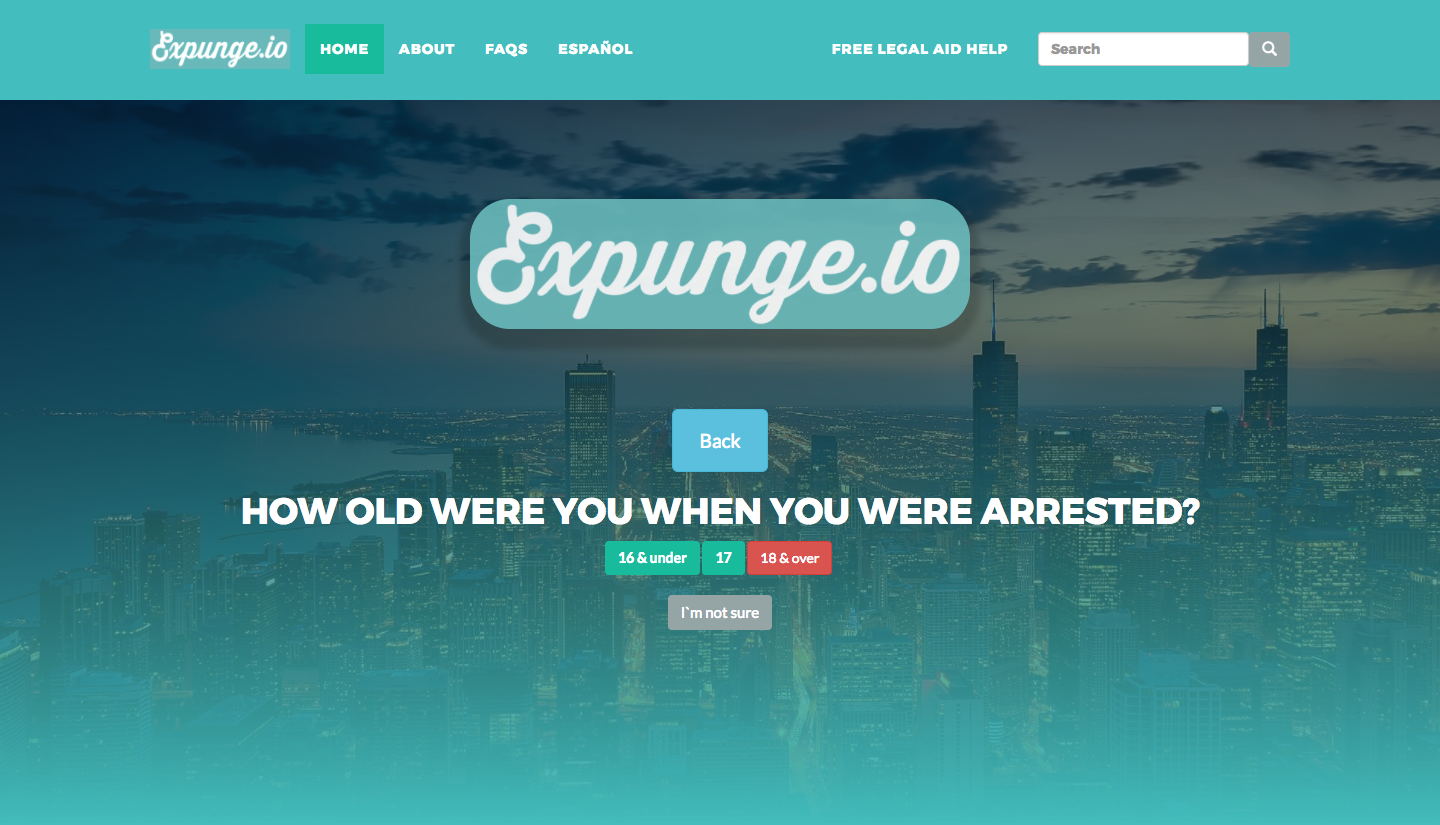 Expunge.io HOME ABOUT FAQS ESPAÑOL FREE LEGAL AID HELP Search
Expunge.io
Back
HOW OLD WERE YOU WHEN YOU WERE ARRESTED?
16 & under 17 18 & over
I`m not sure